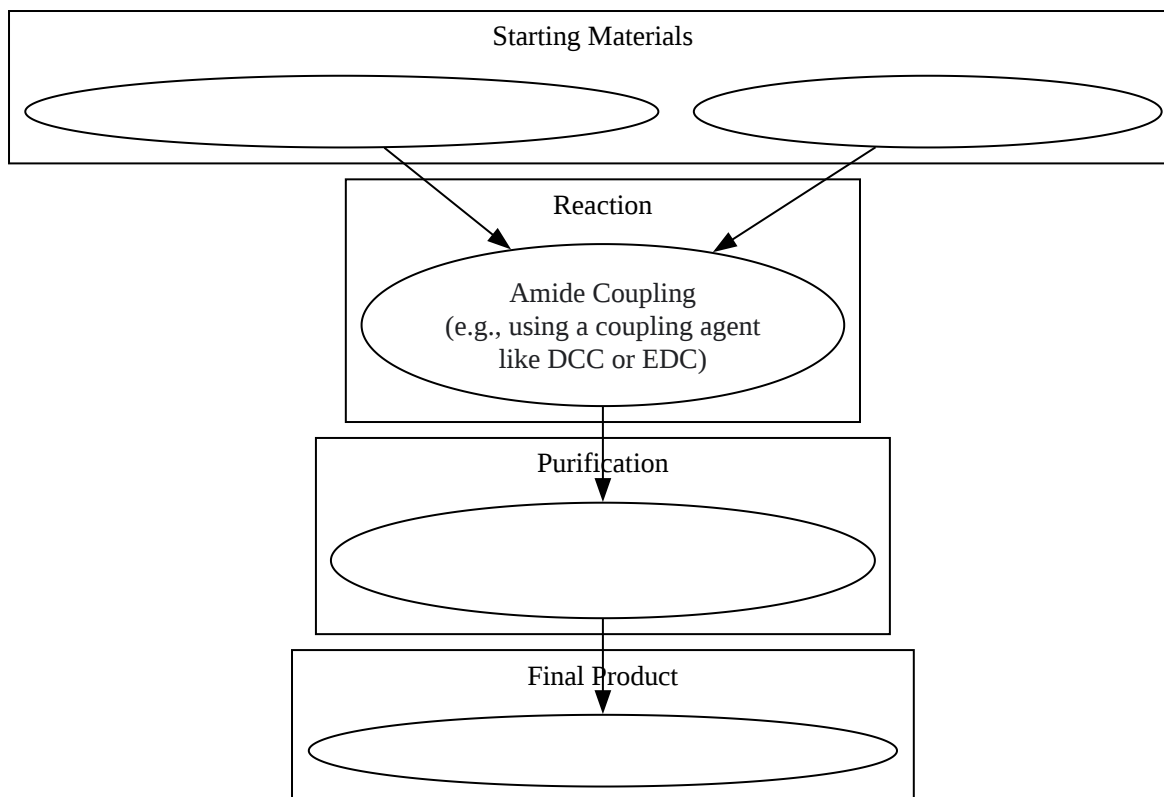 Starting Materials
Reaction
Amide Coupling
(e.g., using a coupling agent
like DCC or EDC)
Purification
Final Product